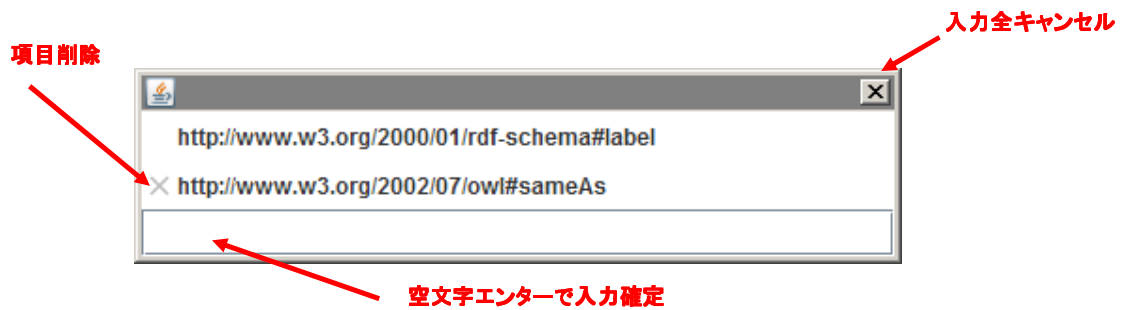 入力全キャンセル
項目削除
http://www.w3.org/2000/01/rdf-schema#label
http://www.w3.org/2002/07/owl#sameAs
空文字エンターで入力確定